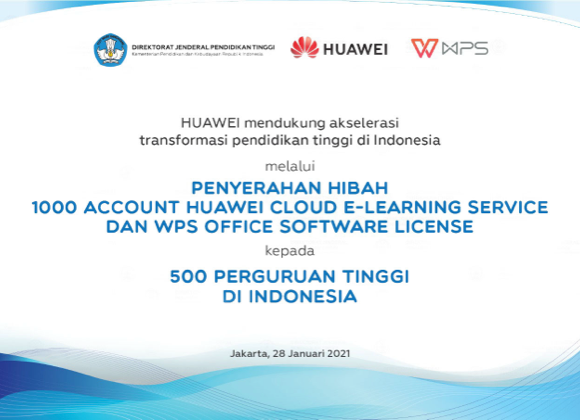 DIREKTORAT JENDERAL PENDIDIKAN TINGGI
Kementerian Pendidikan dan Kebudayaan Republik Indonesia
HUAWEI
WPS
HUAWEI mendukung akselerasi
transformasi pendidikan tinggi di Indonesia
melalui
PENYERAHAN HIBAH
1000 ACCOUNT HUAWEI CLOUD E-LEARNING SERVICE
DAN WPS OFFICE SOFTWARE LICENSE
kepada
500 PERGURUAN TINGGI
DI INDONESIA
Jakarta, 28 Januari 2021